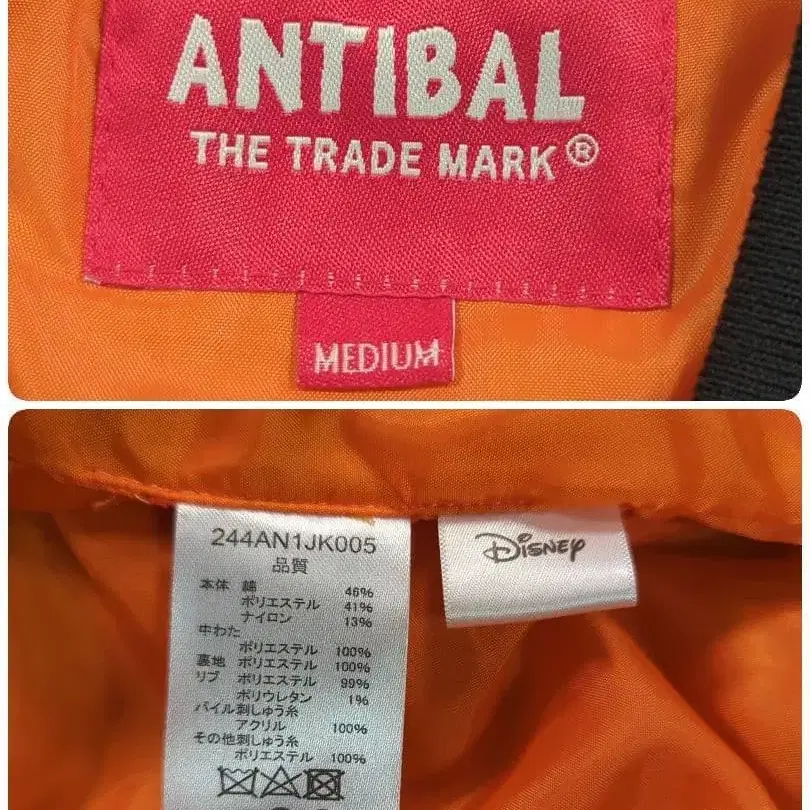 ANTIBAL
THE TRADE MARK®
MEDIUM
244AN1JK005
品質
本体 綿 46%
ポリエステル 41%
ナイロン 13%
中わた
ポリエステル 100%
裏地 ポリエステル 100%
リブ ポリエステル 99%
ポリウレタン 1%
パイル刺しゅう糸
アクリル 100%
その他刺しゅう糸
ポリエステル 100%
Disney